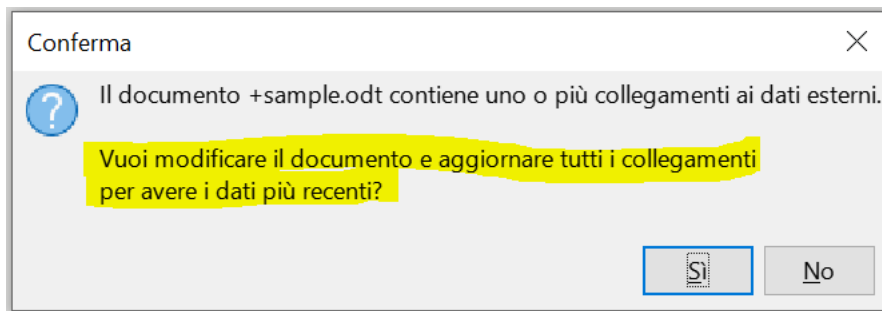 Conferma
Il documento +sample.odt contiene uno o più collegamenti ai dati esterni.
Vuoi modificare il documento e aggiornare tutti i collegamenti
per avere i dati più recenti?
Sì
No